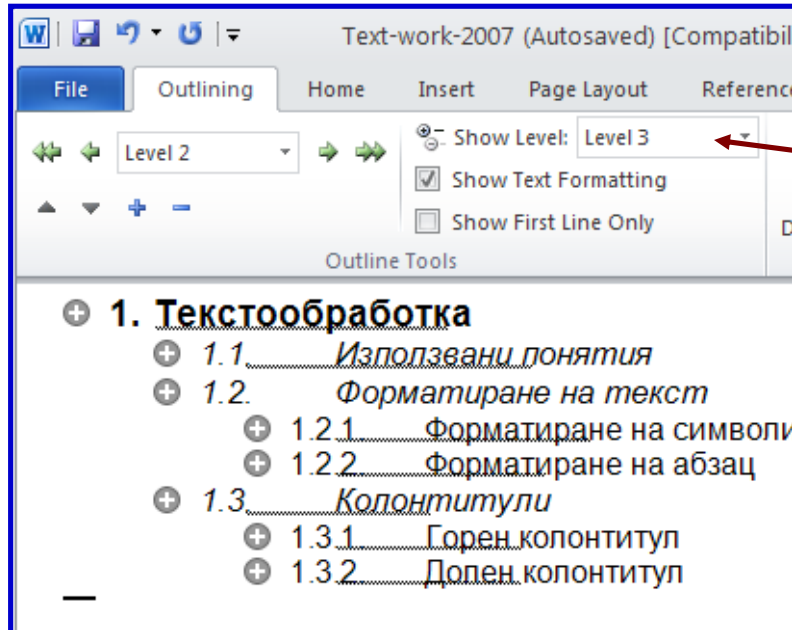 W
Text-work-2007 (Autosaved) [Compatibil
File Outlining Home Insert Page Layout Reference
Level 2 Show Level: Level 3
Show Text Formatting
Show First Line Only
D
Outline Tools
1. Текстообработка
1.1. Използвани понятия
1.2. Форматиране на текст
1.2.1. Форматиране на символи
1.2.2. Форматиране на абзац
1.3. Колонтитули
1.3.1. Горен колонтитул
1.3.2. Долен колонтитул